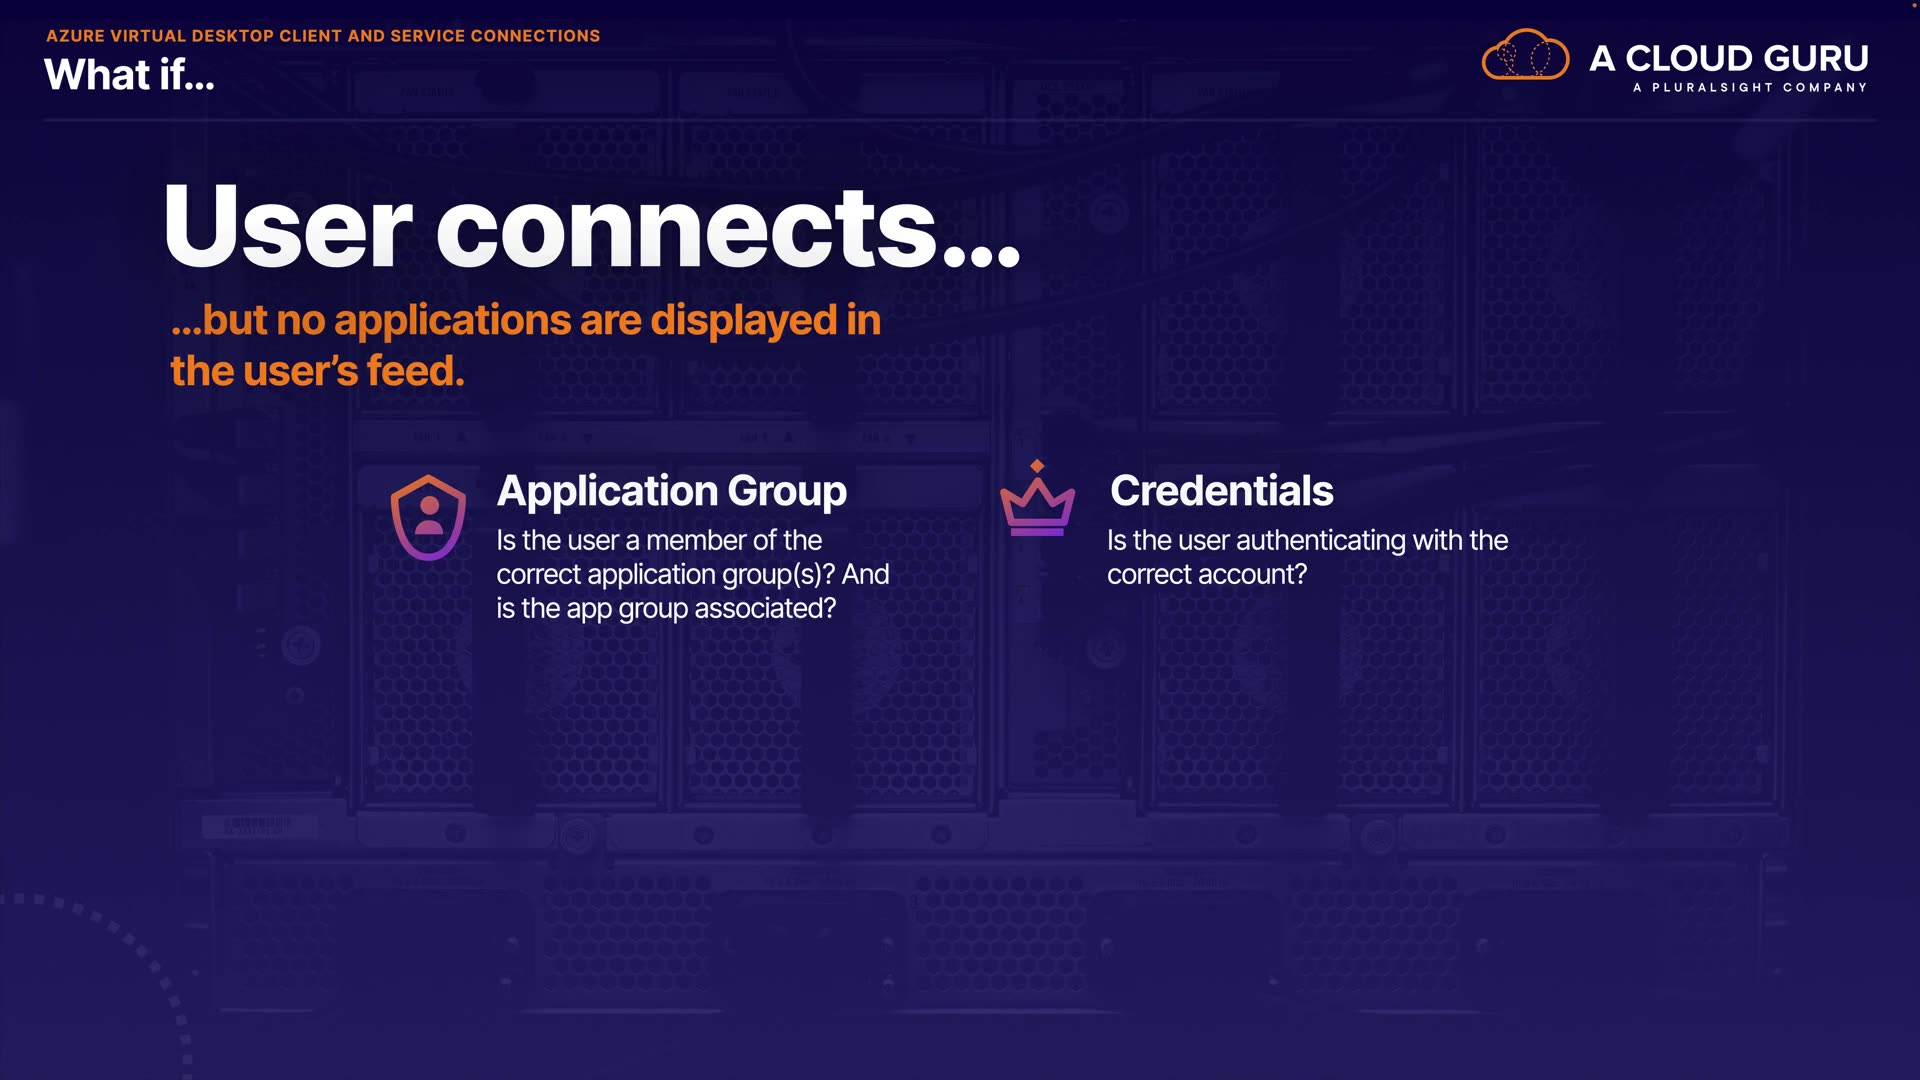 AZURE VIRTUAL DESKTOP CLIENT AND SERVICE CONNECTIONS
What if...
A CLOUD GURU
A PLURALSIGHT COMPANY
User connects...
...but no applications are displayed in
the user’s feed.
Application Group
Is the user a member of the
correct application group(s)? And
is the app group associated?
Credentials
Is the user authenticating with the
correct account?